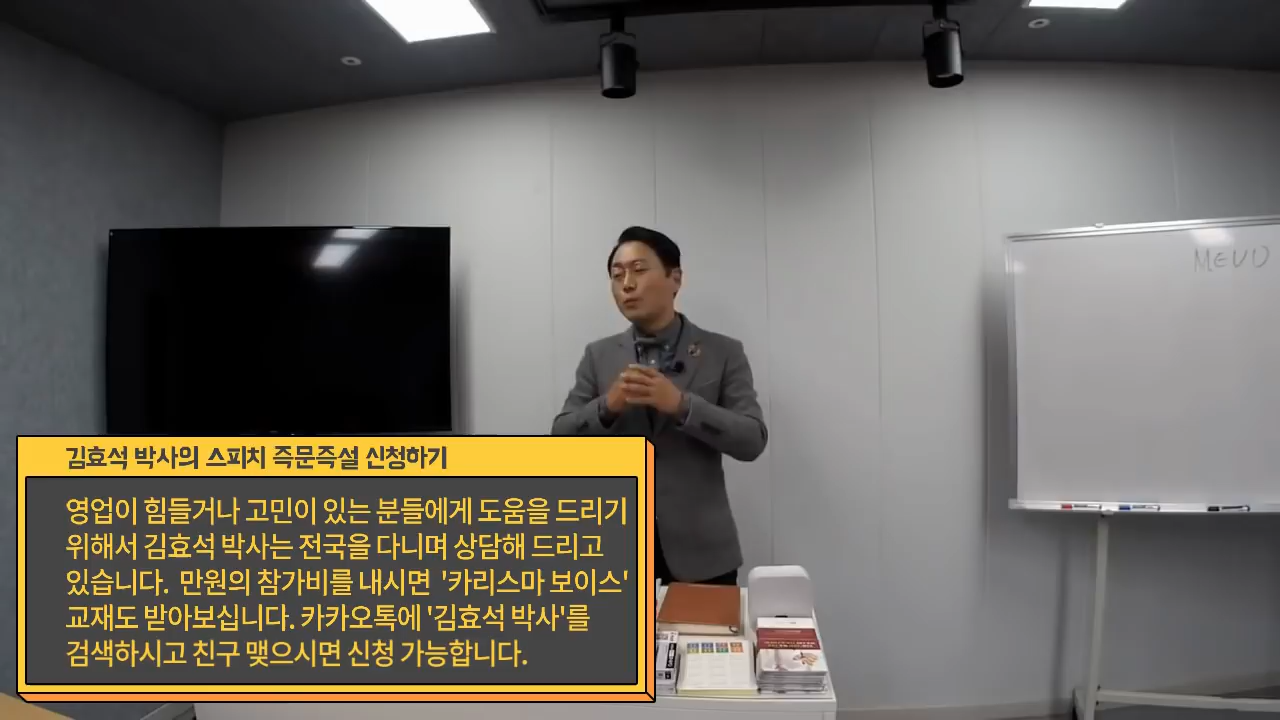 MEVO
김효석 박사의 스피치 즉문즉설 신청하기
영업이 힘들거나 고민이 있는 분들에게 도움을 드리기
위해서 김효석 박사는 전국을 다니며 상담해 드리고
있습니다. 만원의 참가비를 내시면 '카리스마 보이스'
교재도 받아보십니다. 카카오톡에 '김효석 박사'를
검색하시고 친구 맺으시면 신청 가능합니다.